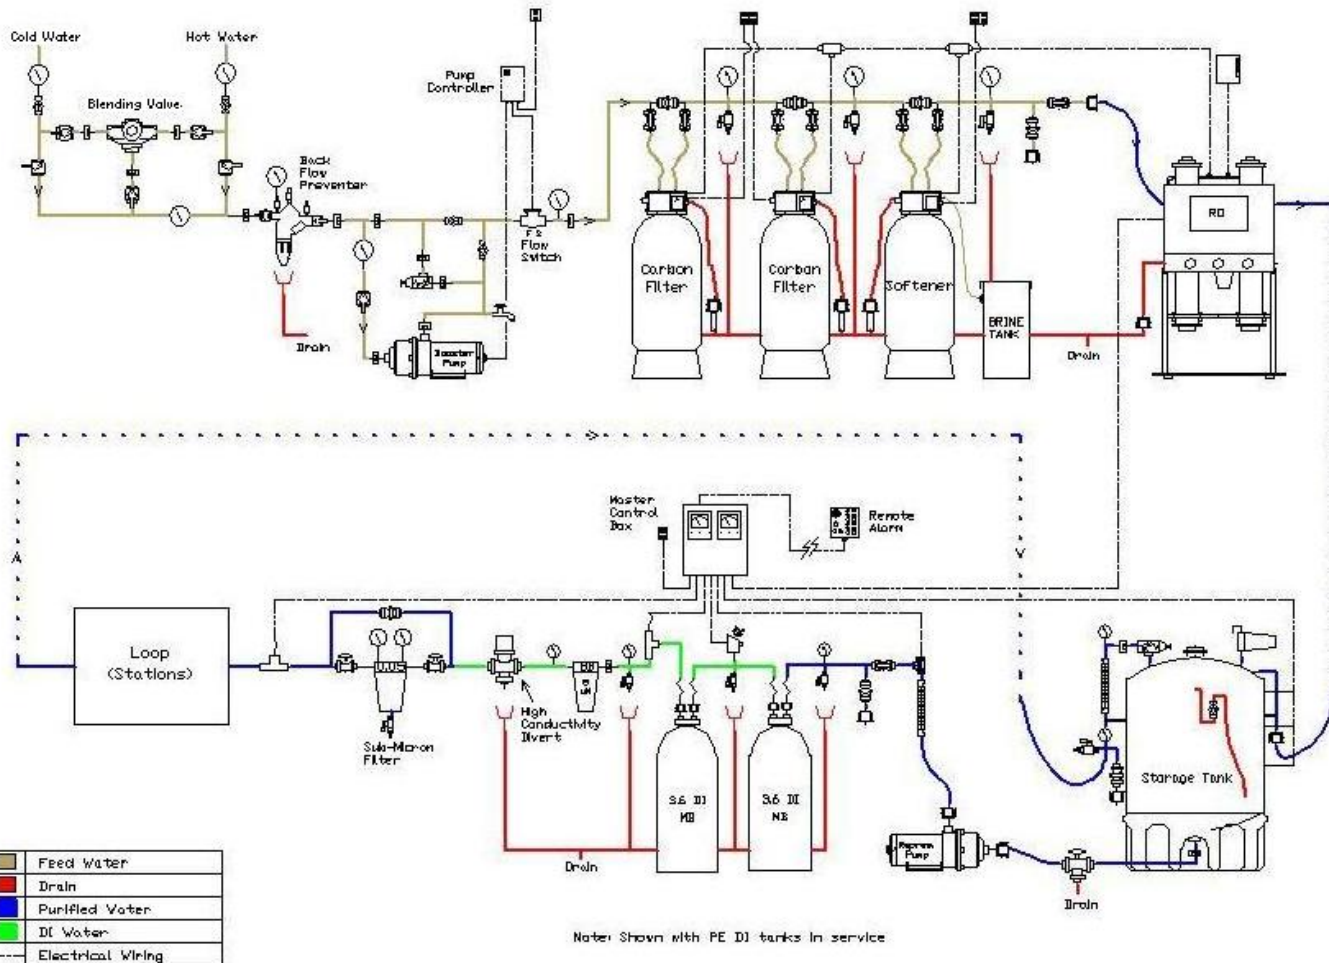 Cold Water
Hot Water
Blending Valve
Pump
Controller
Back
Flow
Preventer
Drain
FS
Flow
Switch
Booster
Pump
Carbon
Filter
Carbon
Filter
Softener
BRINE
TANK
Drain
RO
Master
Control
Box
Remote
Alarm
Loop
(Stations)
Sub-Micron
Filter
High
Conductivity
Divert
3.6 DI
MB
3.6 DI
MB
Drain
Pump
Storage Tank
Drain
Feed Water
Drain
Purified Water
DI Water
Electrical Wiring
Note: Shown with PE DI tanks in service